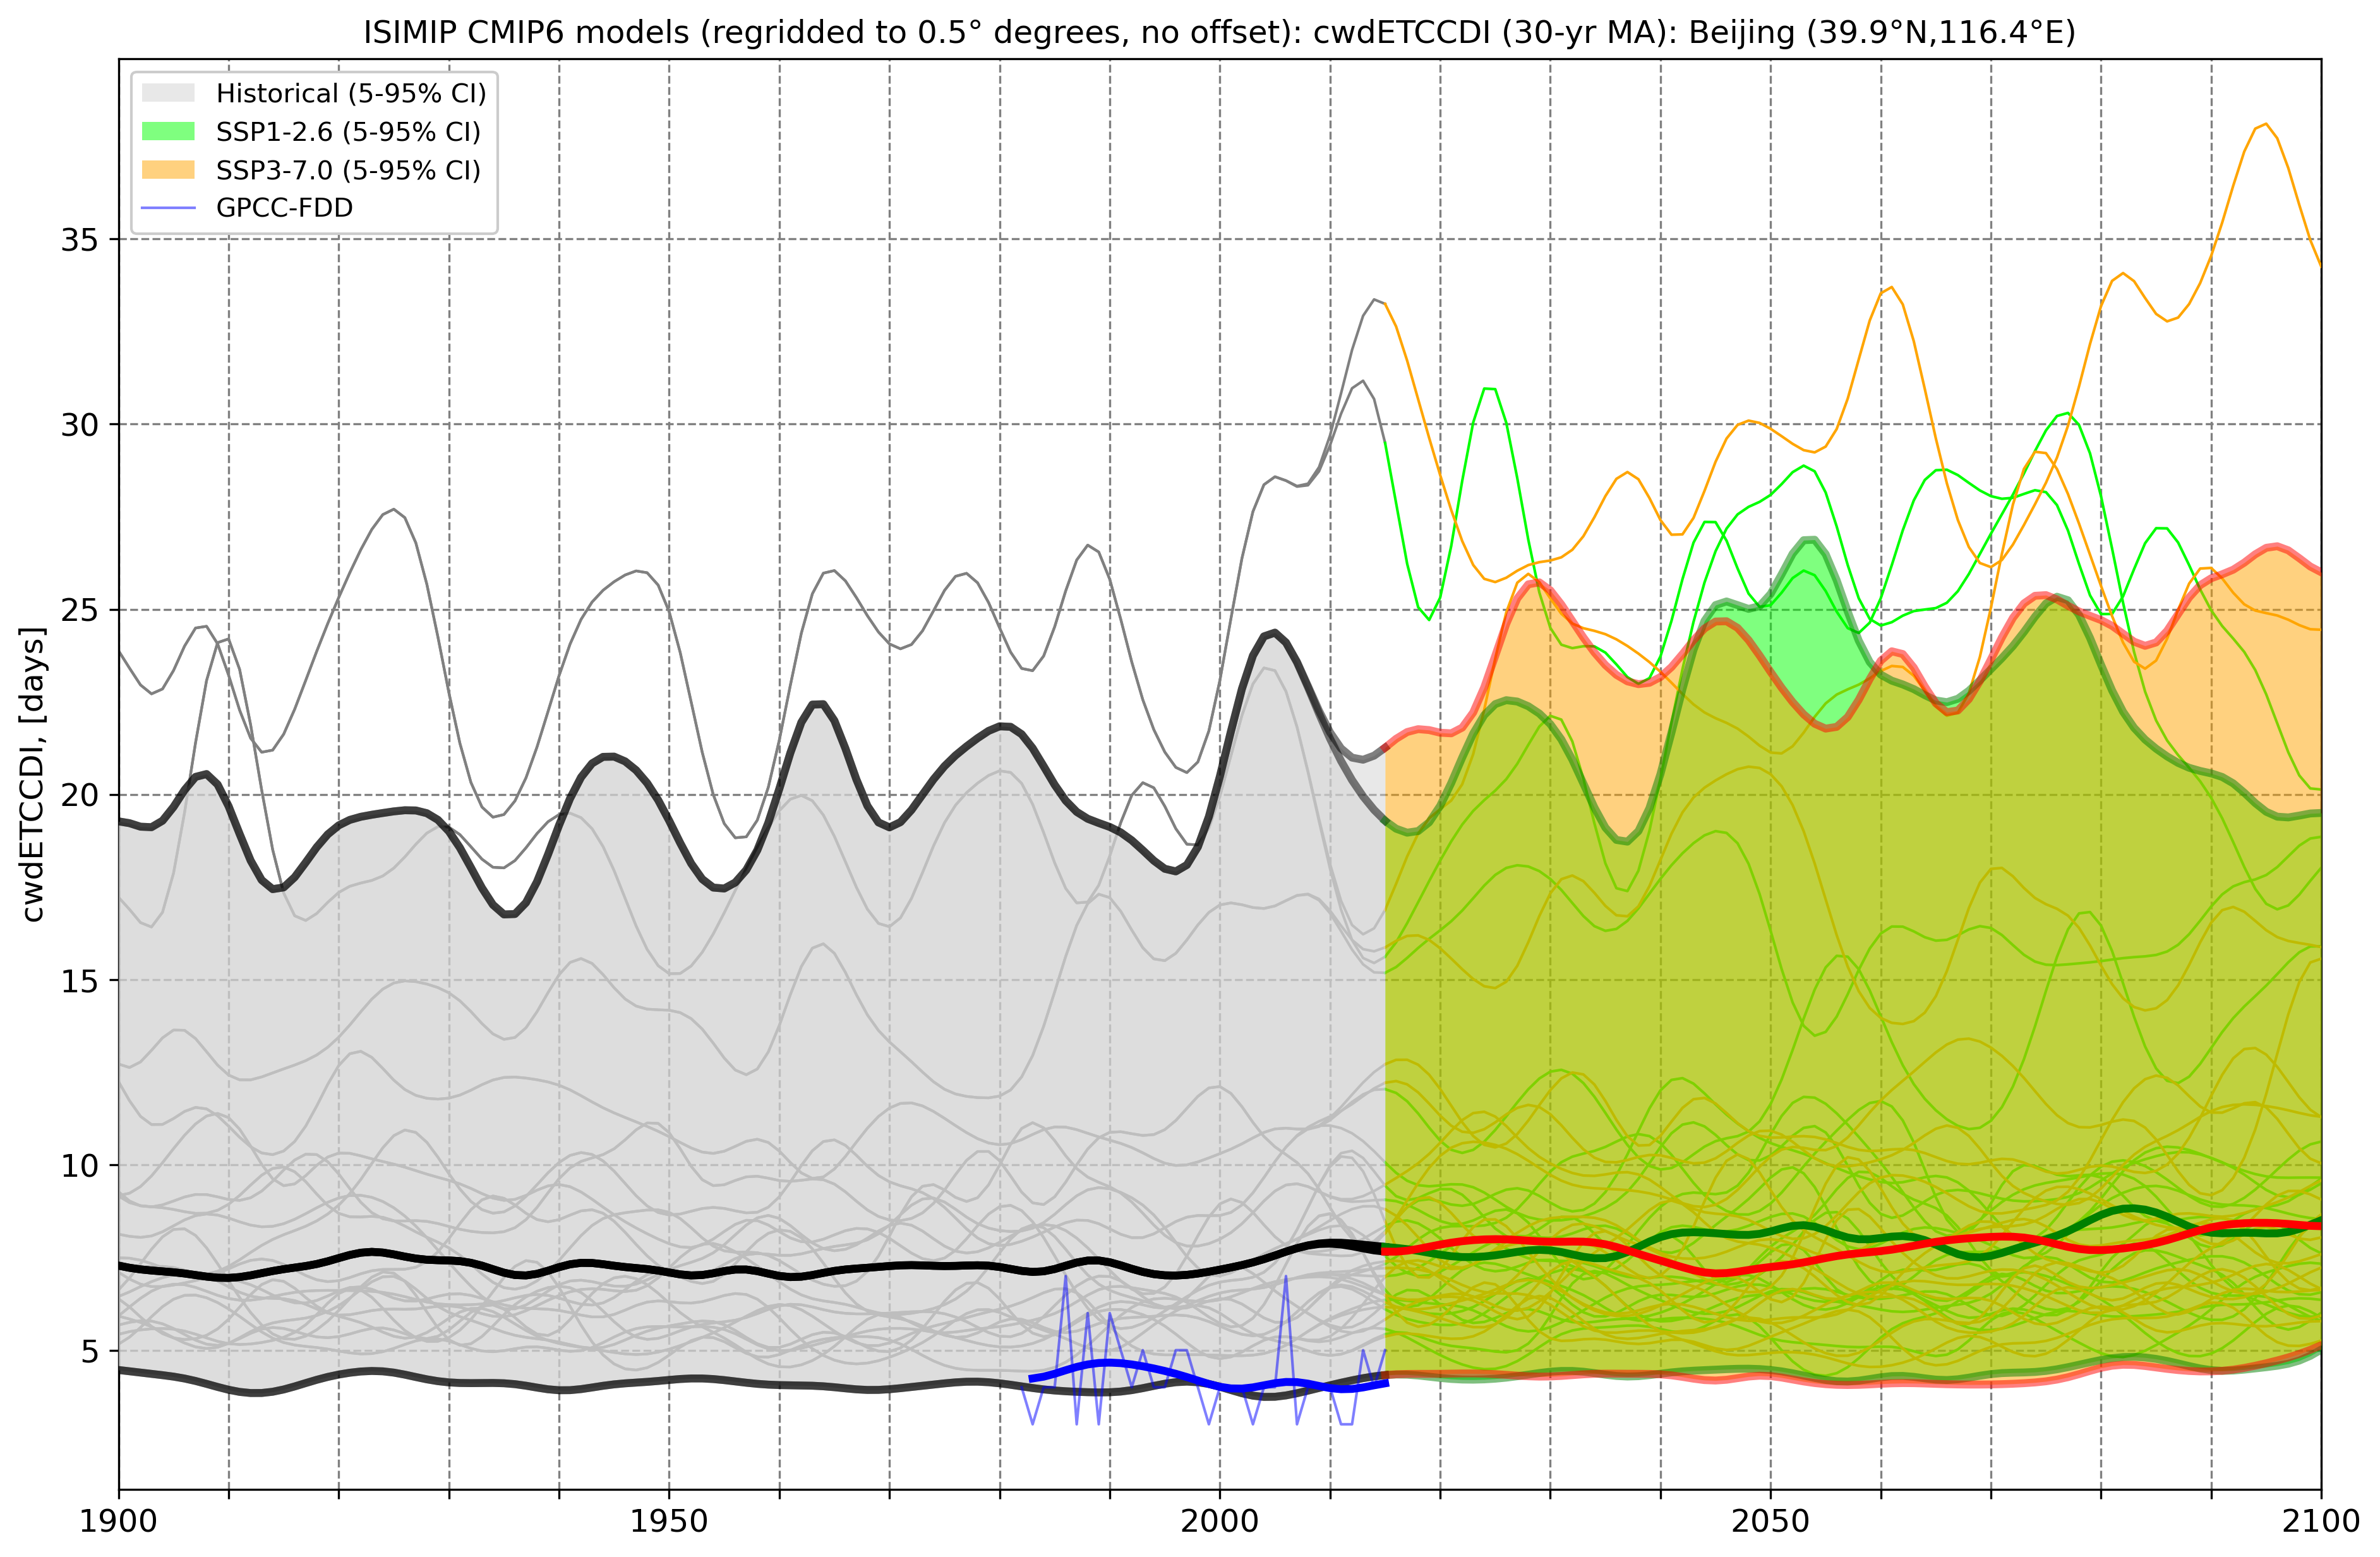 ISIMIP CMIP6 models (regridded to 0.5° degrees, no offset): cwdETCCDI (30-yr MA): Beijing (39.9°N,116.4°E)
Historical (5-95% CI)
SSP1-2.6 (5-95% CI)
SSP3-7.0 (5-95% CI)
GPCC-FDD
cwdETCCDI, [days]
35
30
25
20
15
10
5
1900 1950 2000 2050 2100